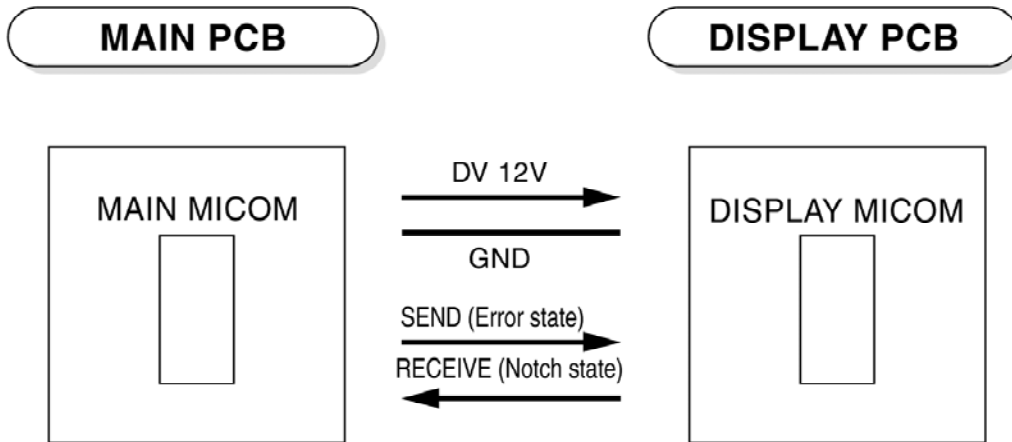 MAIN PCB
DISPLAY PCB
MAIN MICOM
DV 12V
GND
SEND (Error state)
RECEIVE (Notch state)
DISPLAY MICOM